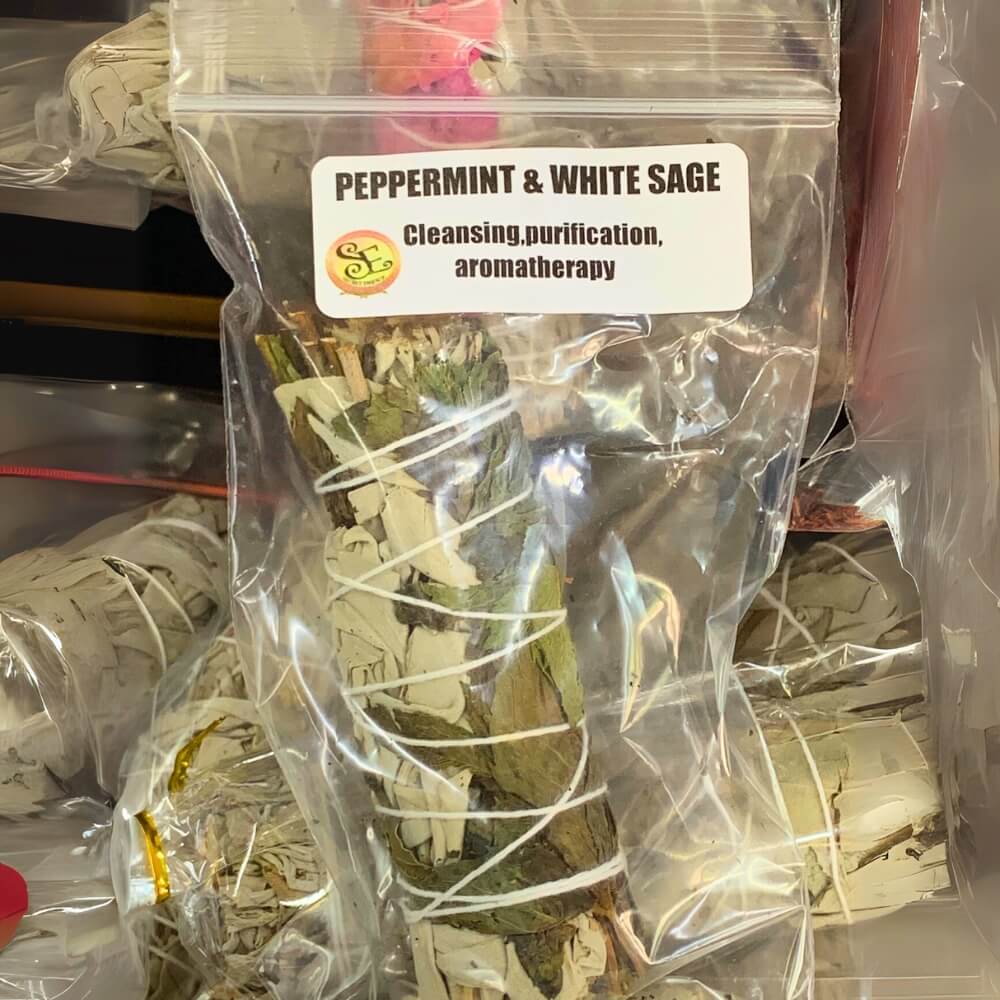 PEPPERMINT & WHITE SAGE
Cleansing,purification,
aromatherapy
SE